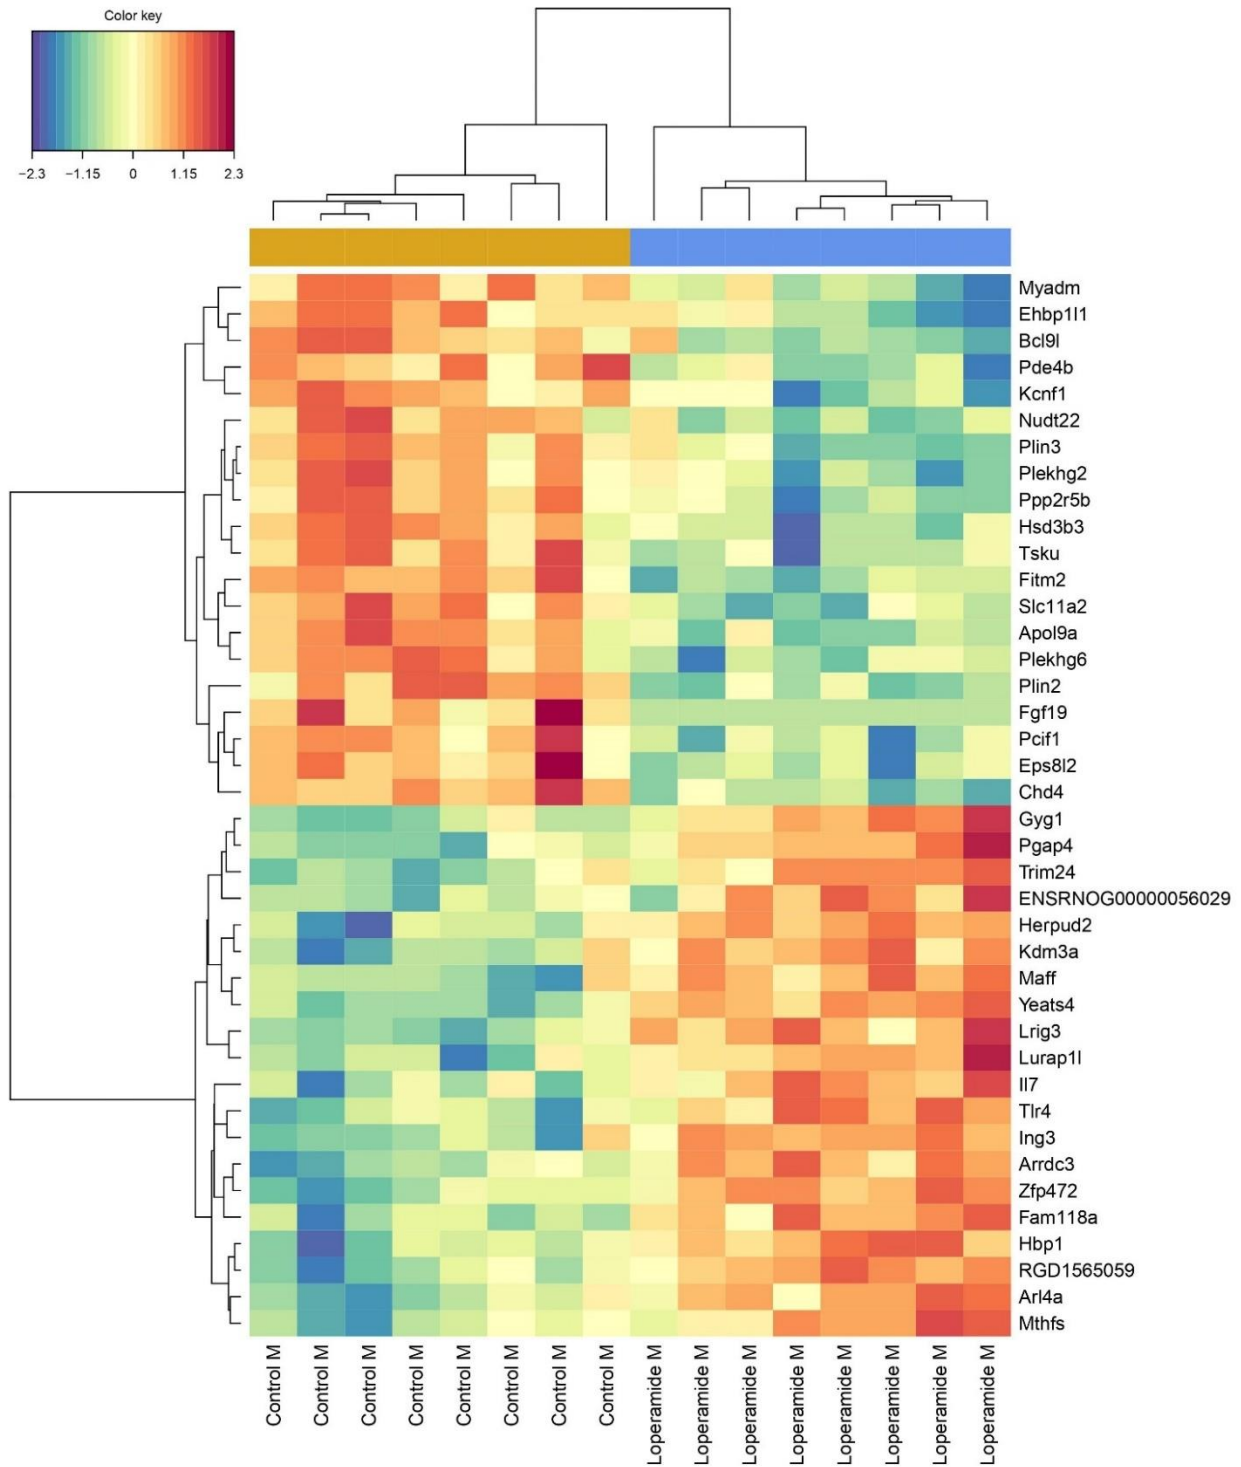 Color key
−2.3 −1.15 0 1.15 2.3
Myadm
Ehbp1l1
Bcl9l
Pde4b
Kcnf1
Nudt22
Plin3
Plekhg2
Ppp2r5b
Hsd3b3
Tsku
Fitm2
Slc11a2
Apol9a
Plekhg6
Plin2
Fgf19
Pcif1
Eps8l2
Chd4
Gyg1
Pgap4
Trim24
ENSRNOG00000056029
Herpud2
Kdm3a
Maff
Yeats4
Lrig3
Lurap1l
Il7
Tlr4
Ing3
Arrdc3
Zfp472
Fam118a
Hbp1
RGD1565059
Arl4a
Mthfs
Control M
Control M
Control M
Control M
Control M
Control M
Control M
Control M
Loperamide M
Loperamide M
Loperamide M
Loperamide M
Loperamide M
Loperamide M
Loperamide M
Loperamide M